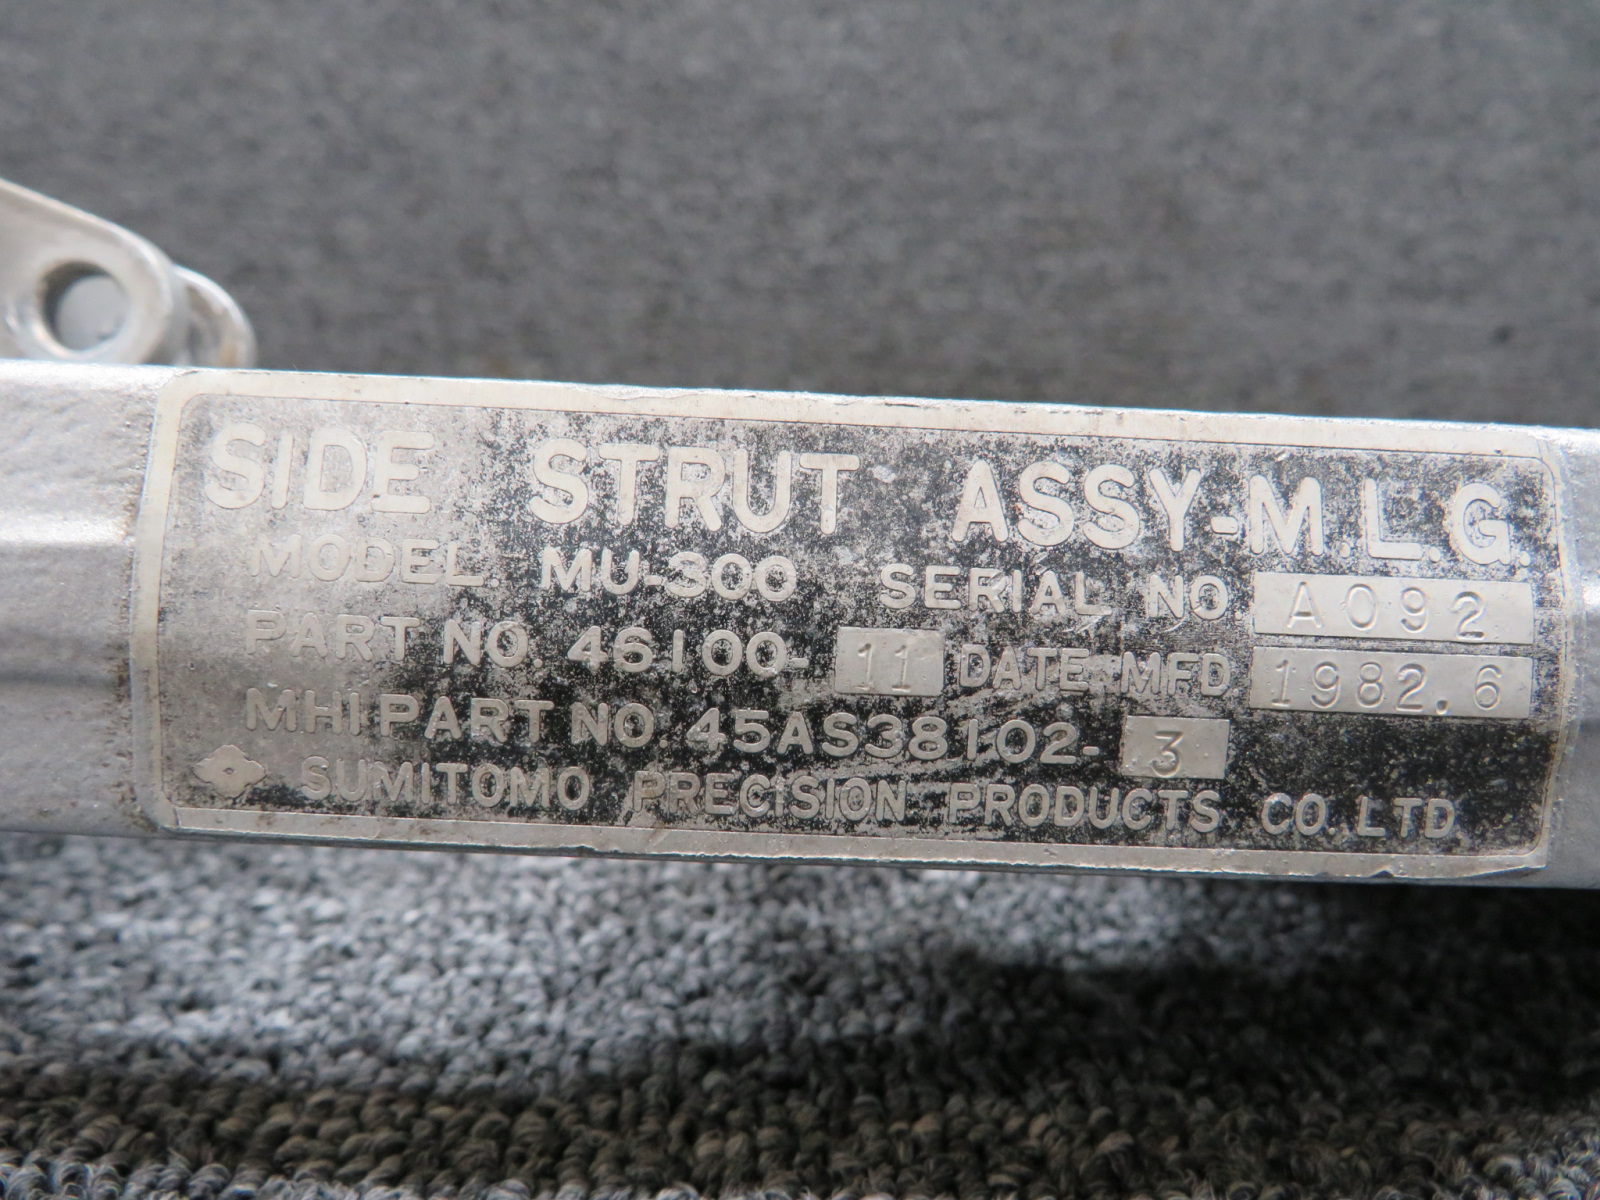 SIDE STRUT ASSY-M.L.G.
MODEL. MU-300 SERIAL NO. A092
PART NO. 46100-11 DATE MFD 1982.6
MHI PART NO. 45AS38102-3
SUMITOMO PRECISION PRODUCTS CO. LTD.